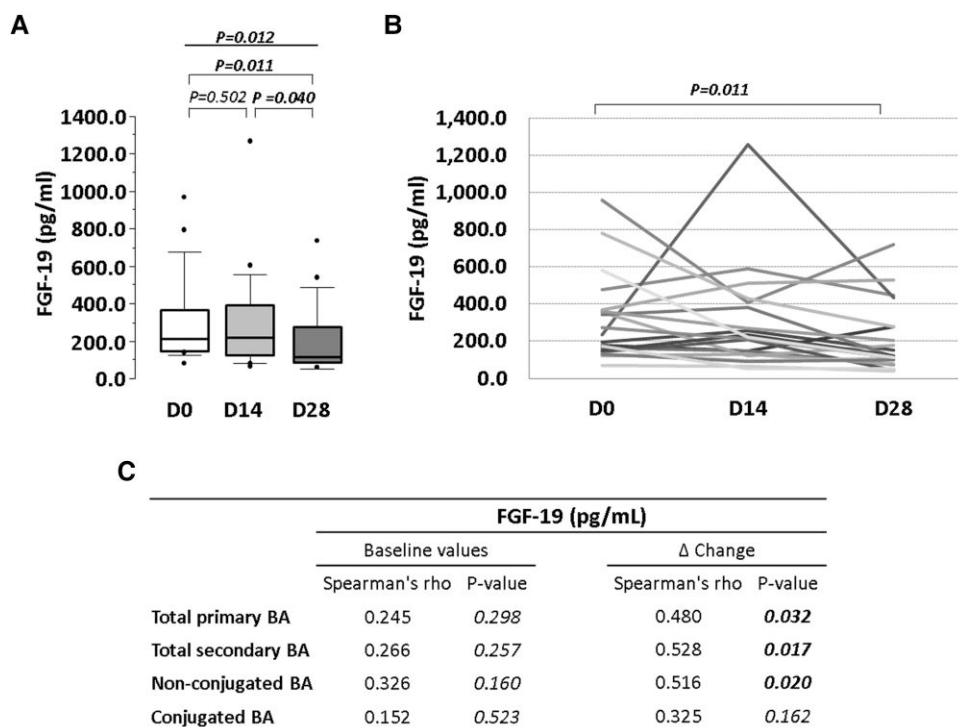 A
P=0.012
P=0.011
P=0.502 P =0.040
FGF-19 (pg/ml)
1400.0
1200.0
1000.0
800.0
600.0
400.0
200.0
0.0
D0 D14 D28
B
P=0.011
FGF-19 (pg/ml)
1,400.0
1,200.0
1,000.0
800.0
600.0
400.0
200.0
0.0
D0 D14 D28
C
FGF-19 (pg/mL)
Baseline values Δ Change
Spearman's rho P-value Spearman's rho P-value
Total primary BA 0.245 0.298 0.480 0.032
Total secondary BA 0.266 0.257 0.528 0.017
Non-conjugated BA 0.326 0.160 0.516 0.020
Conjugated BA 0.152 0.523 0.325 0.162